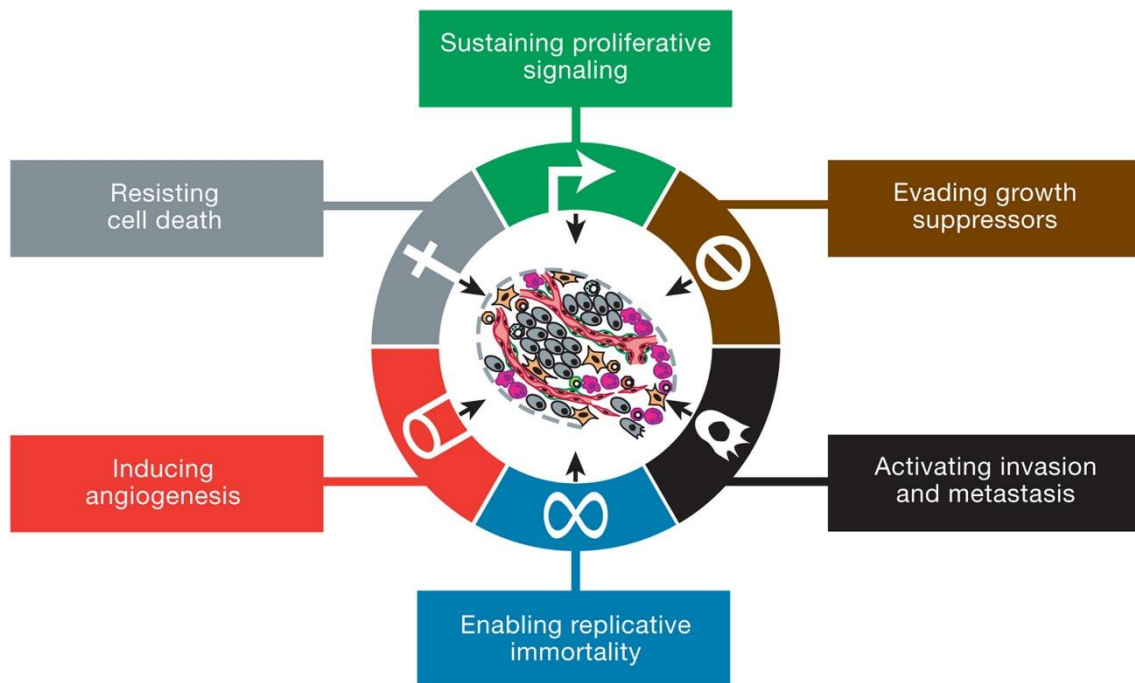 Sustaining proliferative
signaling
Resisting
cell death
Evading growth
suppressors
Inducing
angiogenesis
Activating invasion
and metastasis
Enabling replicative
immortality